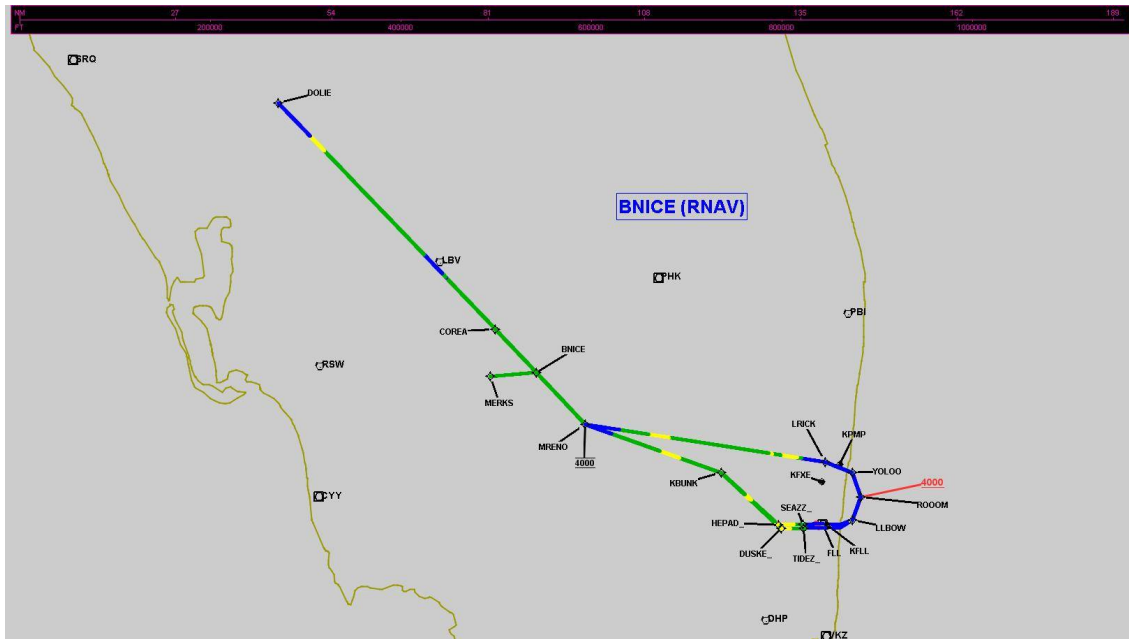 NM 27 54 81 108 135 162 189
FT 200000 400000 600000 800000 1000000
SRQ
DOLIE
BNICE (RNAV)
LBV
PHK
PBI
COREA
BNICE
RSW
MERKS
LRICK
KPMP
MRENO
4000
YOLOO
KBUNK
KFXE
4000
CYY
ROOOM
SEAZZ_
HEPAD_
LLBOW
DUSKE_
TIDEZ_
FLL
KFLL
DHP